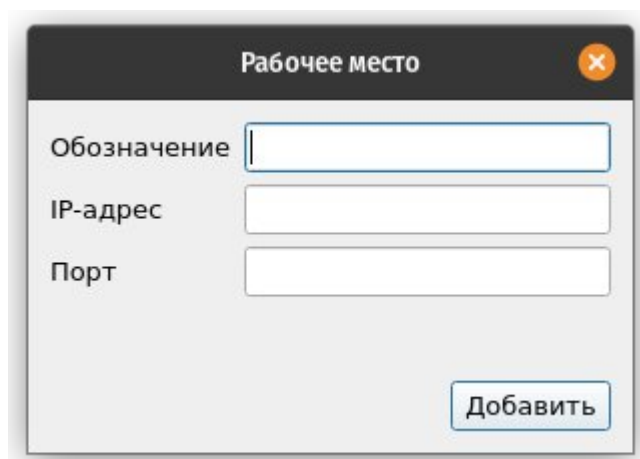 Рабочее место
Обозначение
IP-адрес
Порт
Добавить